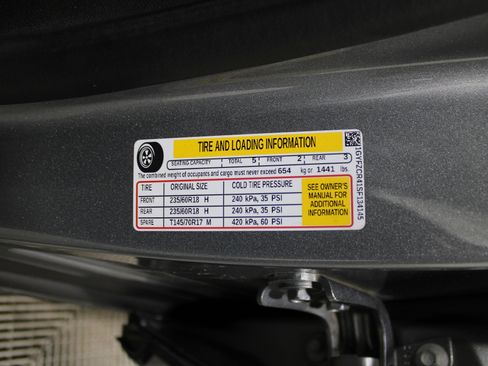 TIRE AND LOADING INFORMATION
SEATING CAPACITY TOTAL 5 FRONT 2 REAR 3
The combined weight of occupants and cargo must never exceed 654 kg or 1441 lbs.
TIRE ORIGINAL SIZE COLD TIRE PRESSURE
FRONT 235/60R18 H 240 kPa, 35 PSI
REAR 235/60R18 H 240 kPa, 35 PSI
SPARE T145/70R17 M 420 kPa, 60 PSI
SEE OWNER'S
MANUAL FOR
ADDITIONAL
INFORMATION
1GYFZCR41SF134145